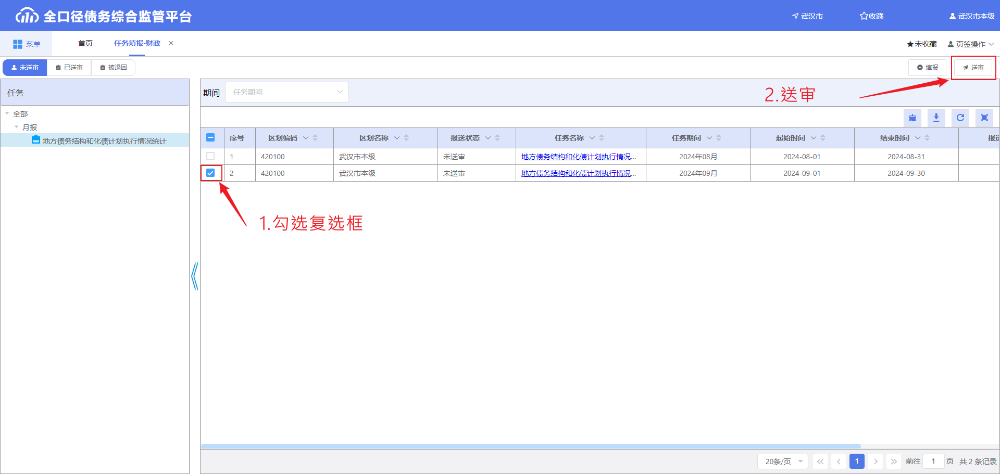 全口径债务综合监管平台
武汉市
收藏
武汉市本级
菜单
首页
任务填报-财政
未收藏
页签操作
未送审
已送审
被退回
填报
送审
任务
期间
任务期间
2.送审
全部
月报
地方债务结构和化债计划执行情况统计
序号 区划编码 区划名称 报送状态 任务名称 任务期间 起始时间 结束时间 报
1 420100 武汉市本级 未送审 地方债务结构和化债计划执行情况... 2024年08月 2024-08-01 2024-08-31
2 420100 武汉市本级 未送审 地方债务结构和化债计划执行情况... 2024年09月 2024-09-01 2024-09-30
1.勾选复选框
20条/页
1
前往 1 页 共 2 条记录